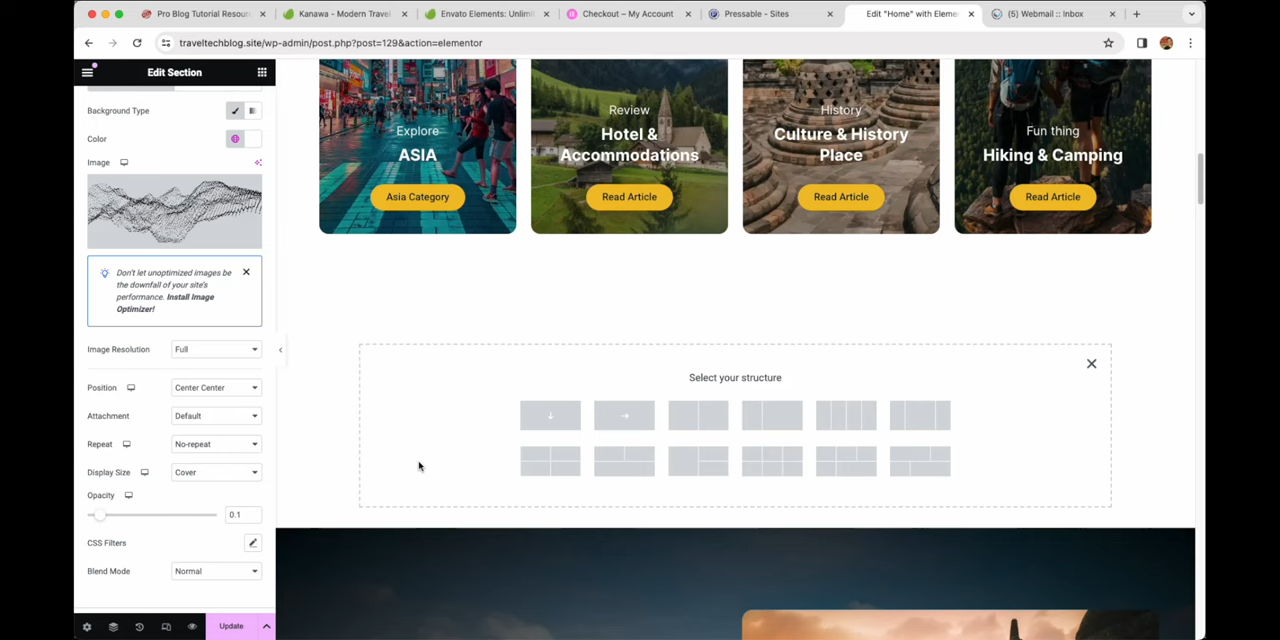 Pro Blog Tutorial Resour
Kanawa - Modern Travel
Envato Elements: Unlimi
Checkout – My Account
Pressable - Sites
Edit "Home" with Eleme
(5) Webmail :: Inbox
traveltechblog.site/wp-admin/post.php?post=129&action=elementor
Edit Section
Background Type
Color
Image
Don't let unoptimized images be
the downfall of your site's
performance. Install Image
Optimizer!
Image Resolution
Full
Position
Center Center
Attachment
Default
Repeat
No-repeat
Display Size
Cover
Opacity
0.1
CSS Filters
Blend Mode
Normal
Update
Explore
ASIA
Asia Category
Review
Hotel &
Accommodations
Read Article
History
Culture & History
Place
Read Article
Fun thing
Hiking & Camping
Read Article
Select your structure